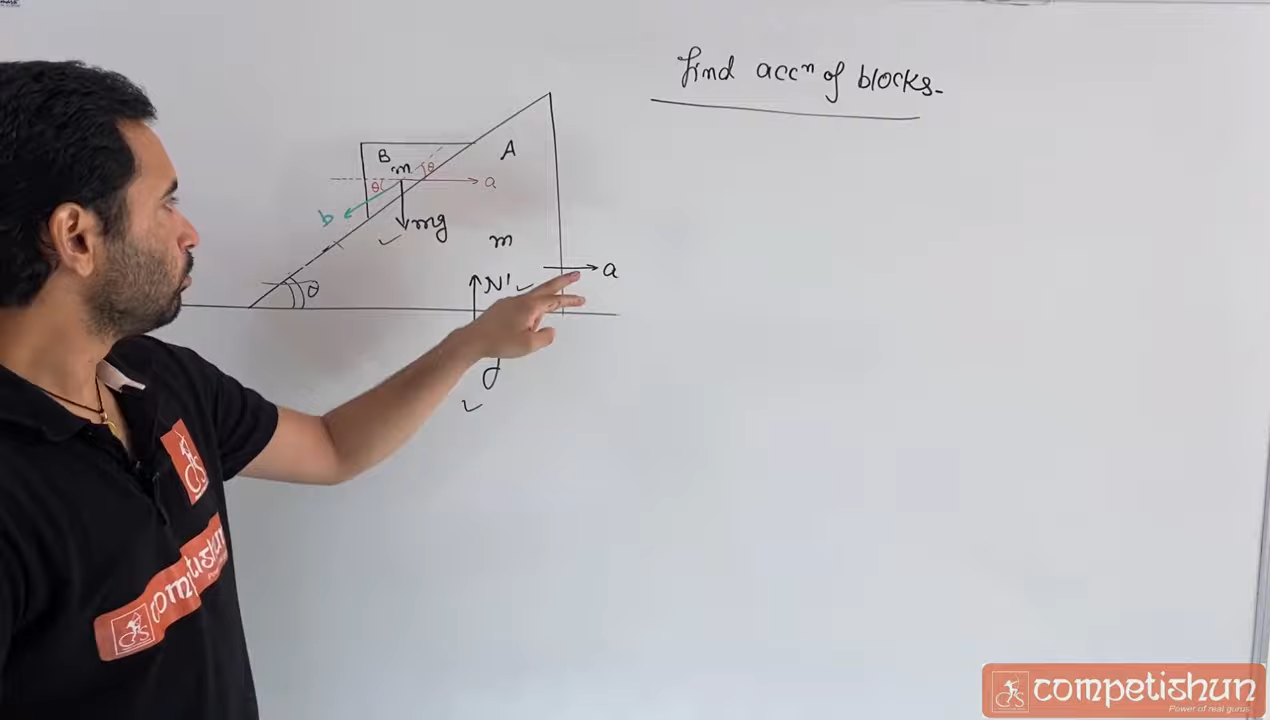 find accⁿ of blocks.
B
A
m
θ
θ
a
b
mg
m
θ
a
N'
g
competishun
competishun
Power of real gurus